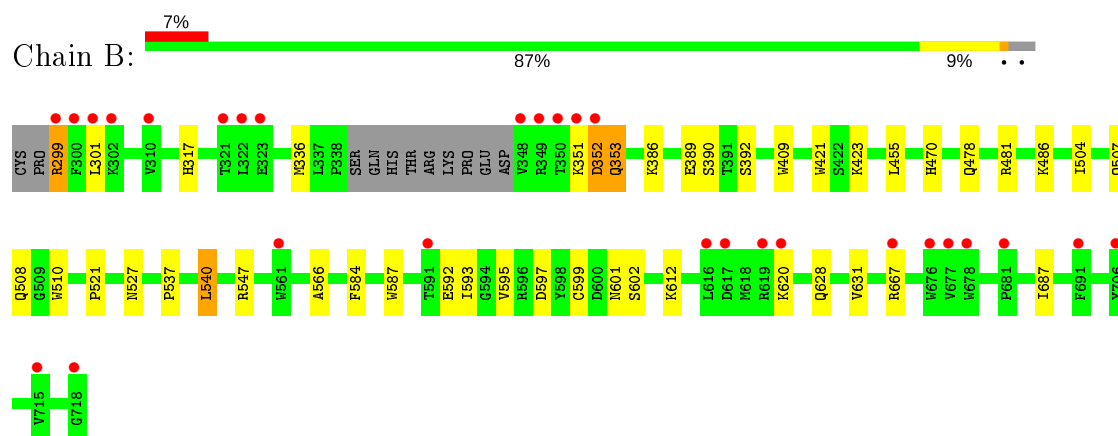 7%
Chain B:
87% 9% • •
CYS PRO R299 F300 L301 K302 V310 H317 T321 L322 E323 M336 L337 P338 SER GLN HIS THR ARG LYS PRO GLU ASP V348 R349 T350 K351 D352 Q353 K386 E389 S390 T391 S392 W409 W421 S422 K423 L455 H470 Q478 R481 K486 I504
Q508 G509 W510 P521 N527 P537 L540 R547 W561 A566 F584 W587 T591 E592 I593 G594 V595 R596 D597 Y598 C599 D600 N601 S602 K612 L616 D617 M618 R619 K620 Q628 V631 R667 W676 V677 W678 P681 I687 F691
V715 G718